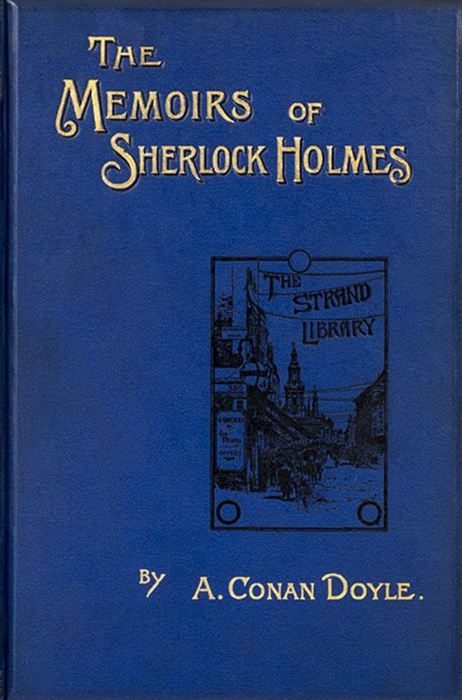 The
Memoirs of
Sherlock Holmes
The
Strand
Library
By A. Conan Doyle.